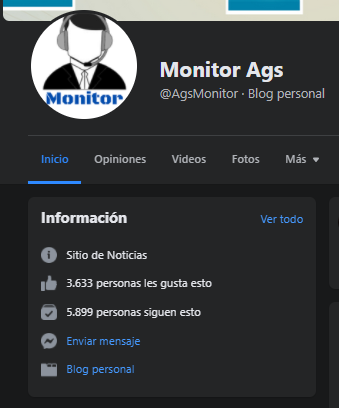 Monitor
Monitor Ags
@AgsMonitor · Blog personal
Inicio
Opiniones
Videos
Fotos
Más
Información
Ver todo
Sitio de Noticias
3.633 personas les gusta esto
5.899 personas siguen esto
Enviar mensaje
Blog personal